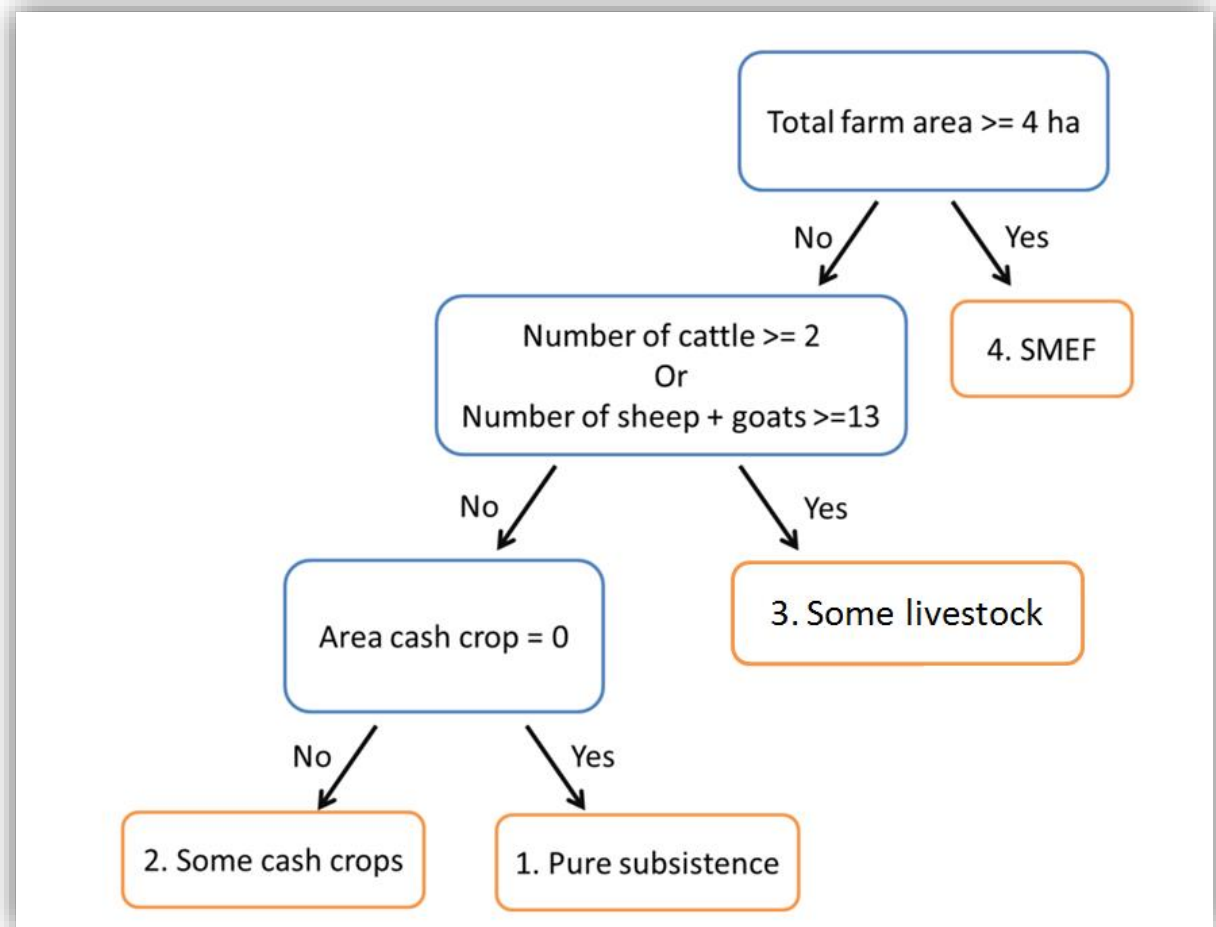 Total farm area >= 4 ha
No
Yes
Number of cattle >= 2
Or
Number of sheep + goats >=13
4. SMEF
No
Yes
Area cash crop = 0
3. Some livestock
No
Yes
2. Some cash crops
1. Pure subsistence